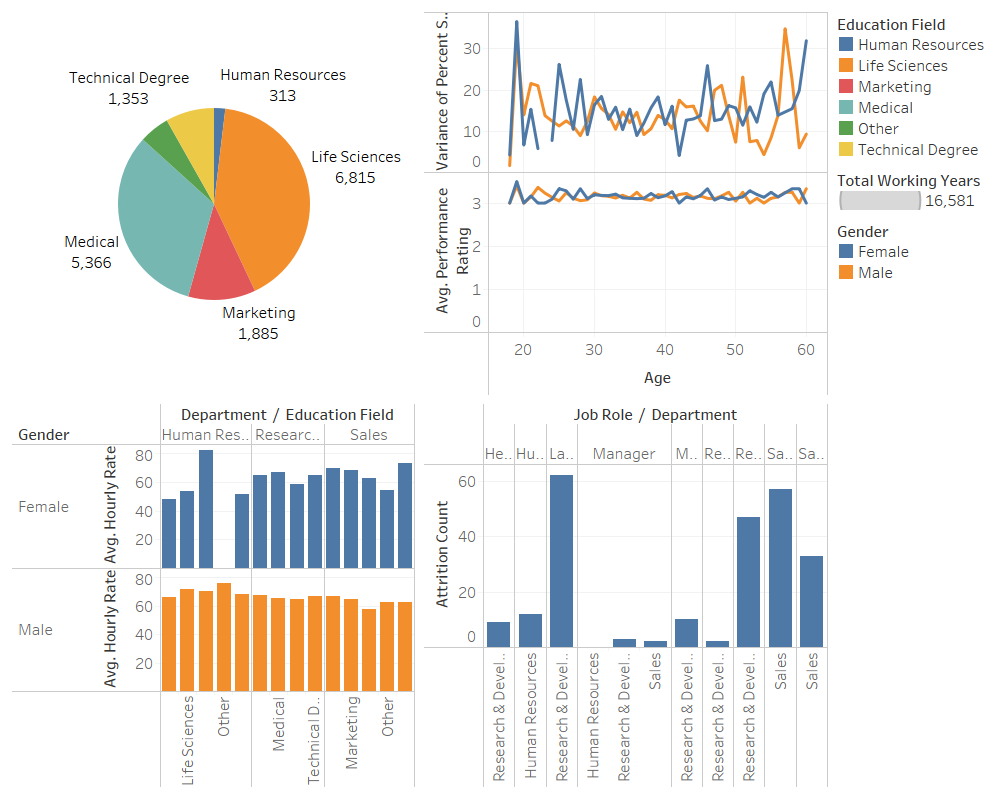 Technical Degree
1,353
Human Resources
313
Life Sciences
6,815
Medical
5,366
Marketing
1,885
Variance of Percent S..
30
20
10
0
Avg. Performance
Rating
3
2
1
0
20 30 40 50 60
Age
Education Field
Human Resources
Life Sciences
Marketing
Medical
Other
Technical Degree
Total Working Years
16,581
Gender
Female
Male
Department / Education Field
Gender
Human Res.. Researc.. Sales
Female
Avg. Hourly Rate
80
60
40
20
Male
Avg. Hourly Rate
80
60
40
20
Life Sciences
Other
Medical
Technical D..
Marketing
Other
Job Role / Department
He.. Hu.. La.. Manager M.. Re.. Re.. Sa.. Sa..
Attrition Count
60
40
20
0
Research & Devel..
Human Resources
Research & Devel..
Human Resources
Research & Devel..
Sales
Research & Devel..
Research & Devel..
Research & Devel..
Sales
Sales